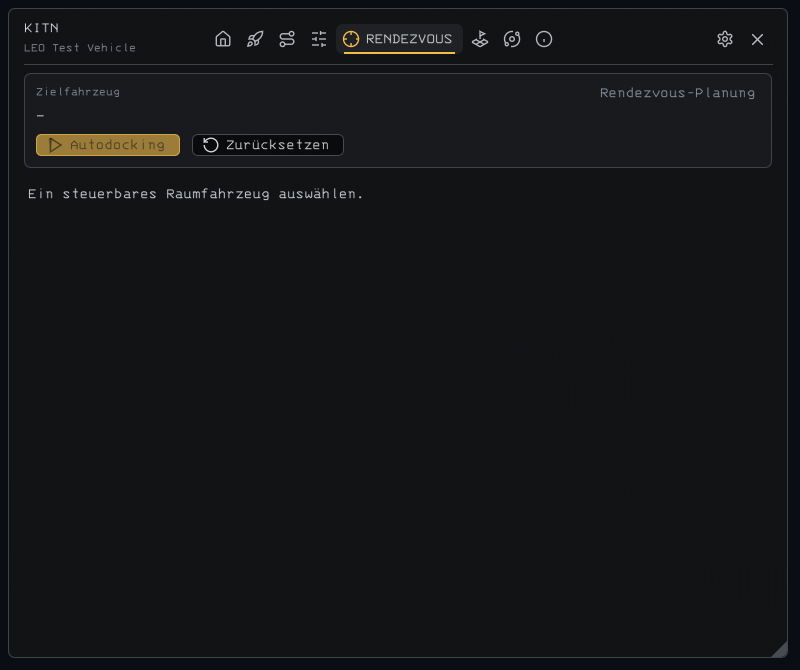 KITN
LEO Test Vehicle
RENDEZVOUS
Zielfahrzeug
Rendezvous-Planung
–
Autodocking
Zurücksetzen
Ein steuerbares Raumfahrzeug auswählen.